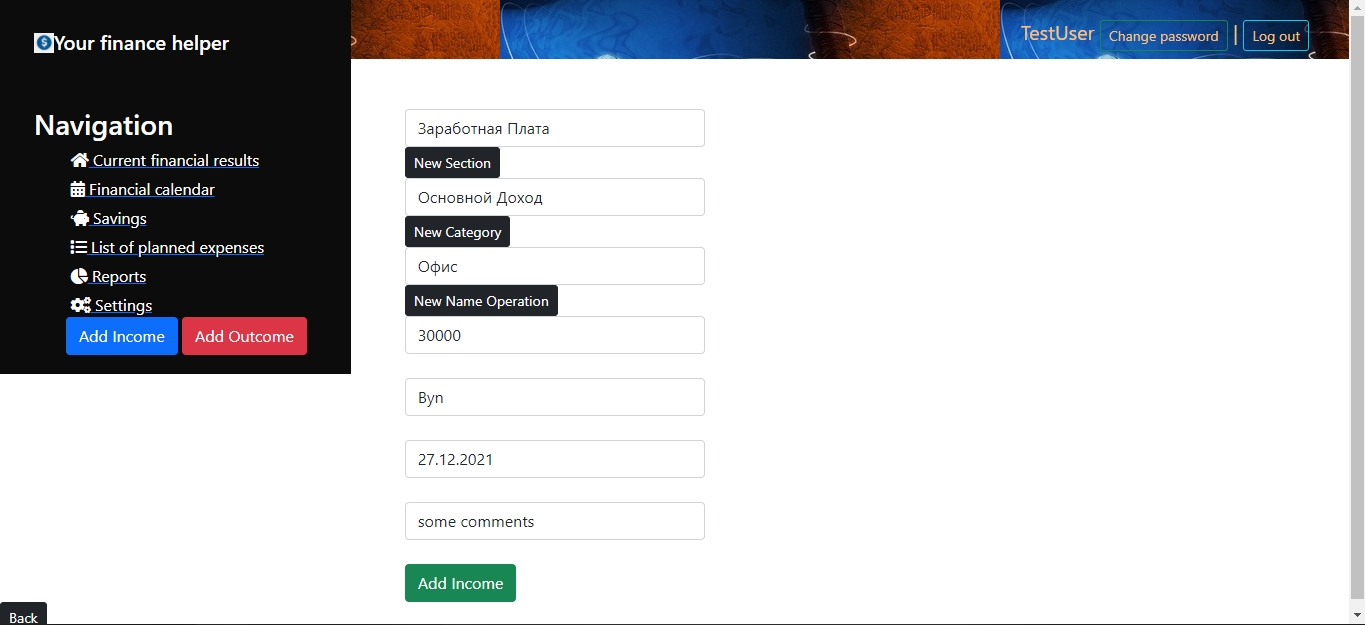 Your finance helper
TestUser Change password | Log out
Navigation
Current financial results
Financial calendar
Savings
List of planned expenses
Reports
Settings
Add Income Add Outcome
Заработная Плата
New Section
Основной Доход
New Category
Офис
New Name Operation
30000
Byn
27.12.2021
some comments
Add Income
Back